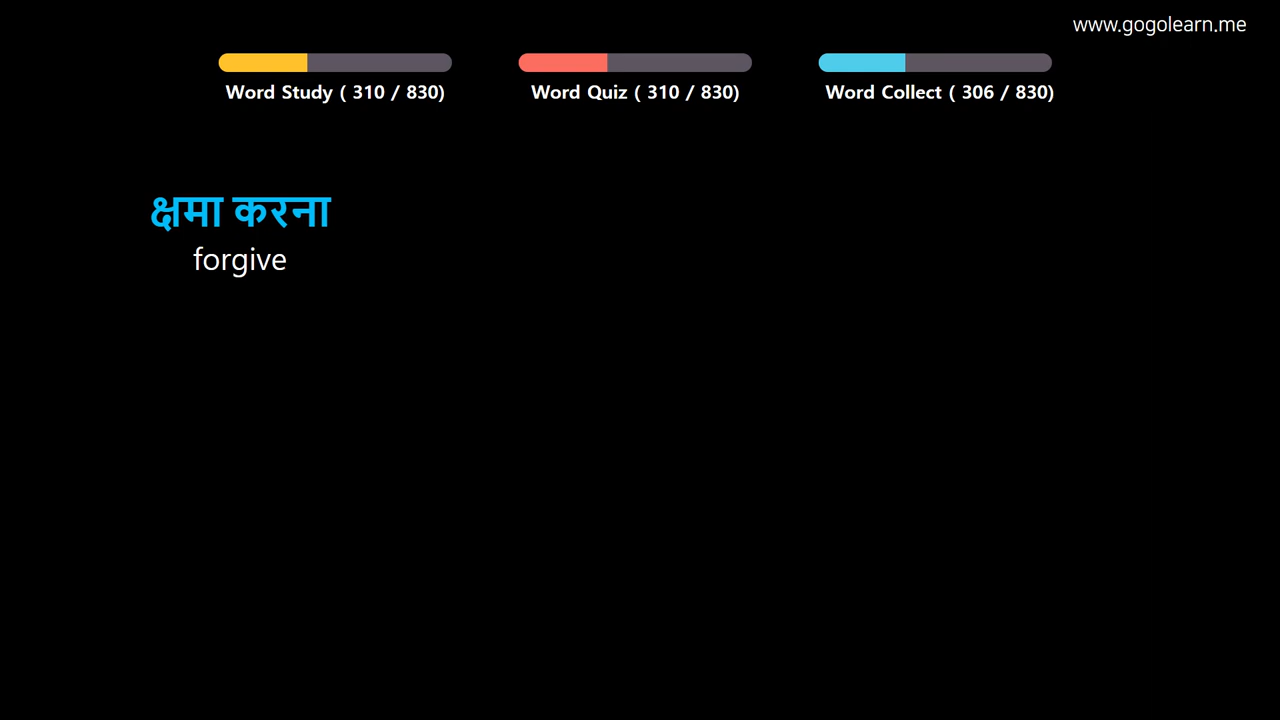 www.gogolearn.me
Word Study ( 310 / 830)
Word Quiz ( 310 / 830)
Word Collect ( 306 / 830)
क्षमा करना
forgive